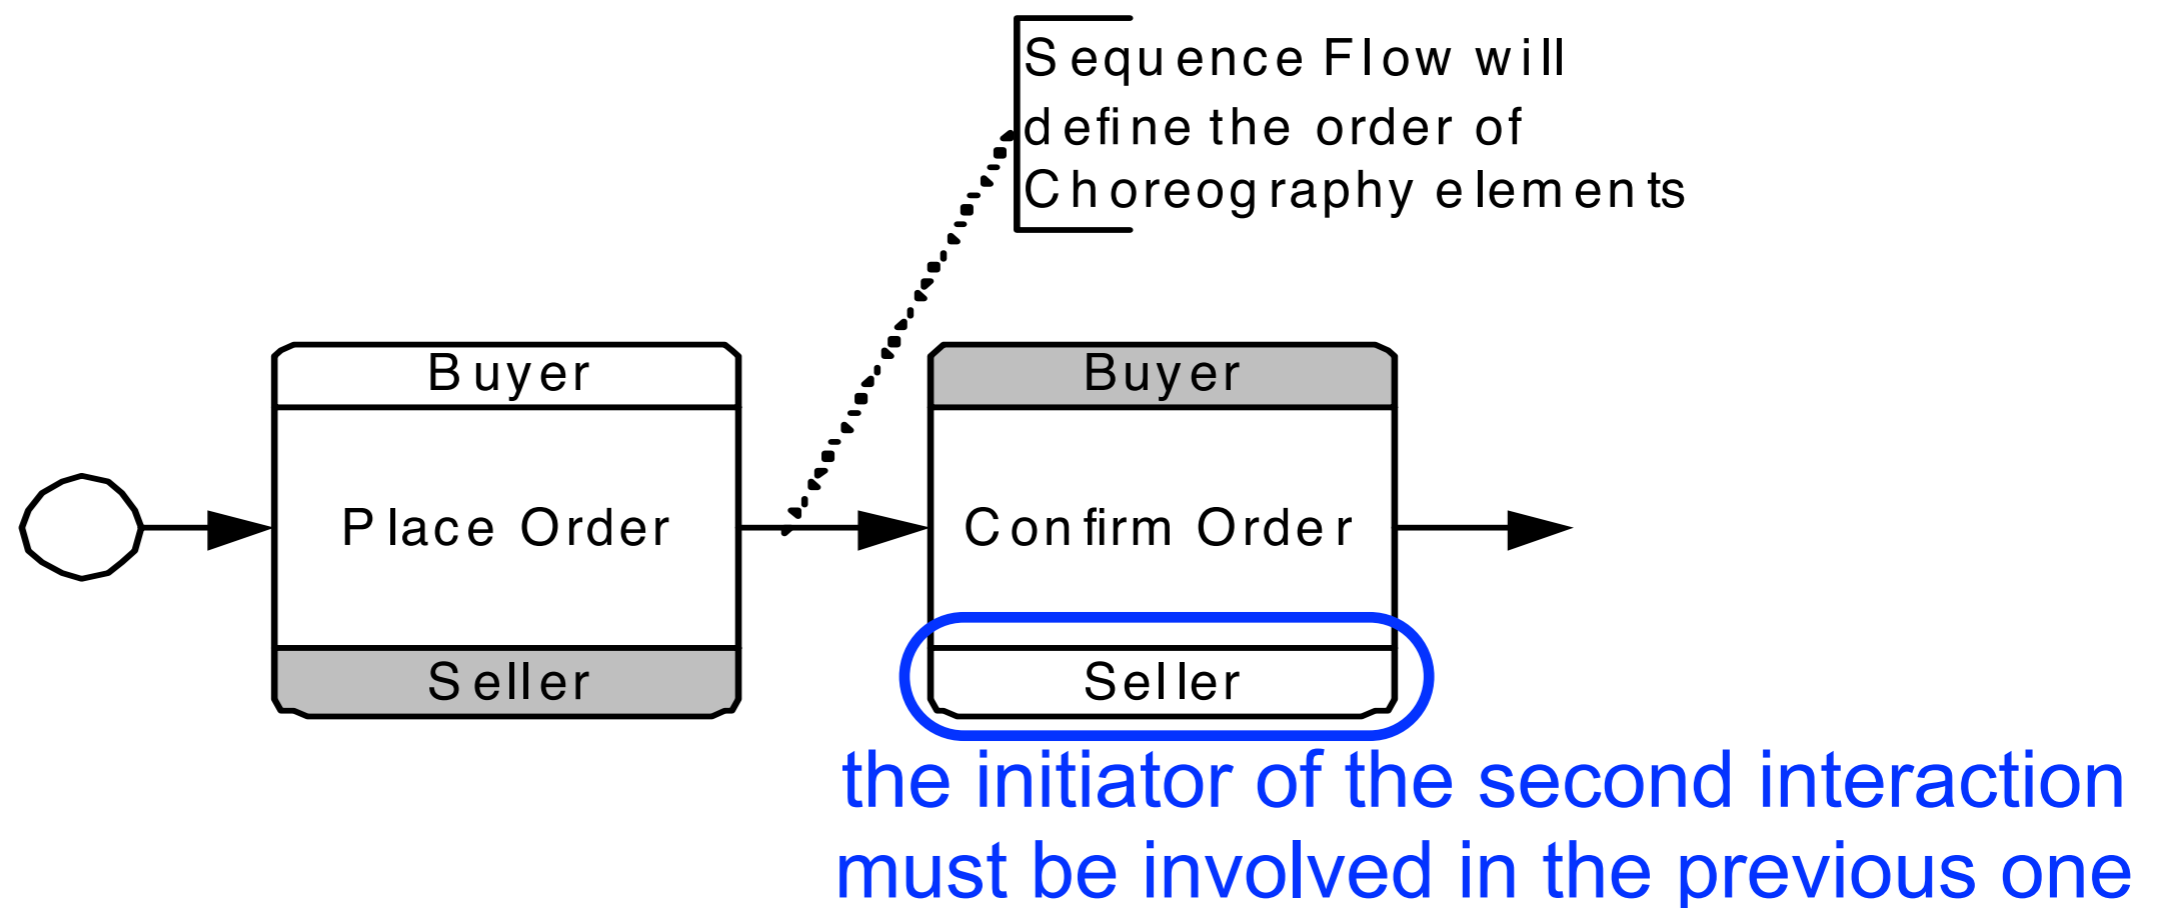 Sequence Flow will
define the order of
Choreography elements
Buyer
Place Order
Seller
Buyer
Confirm Order
Seller
the initiator of the second interaction
must be involved in the previous one